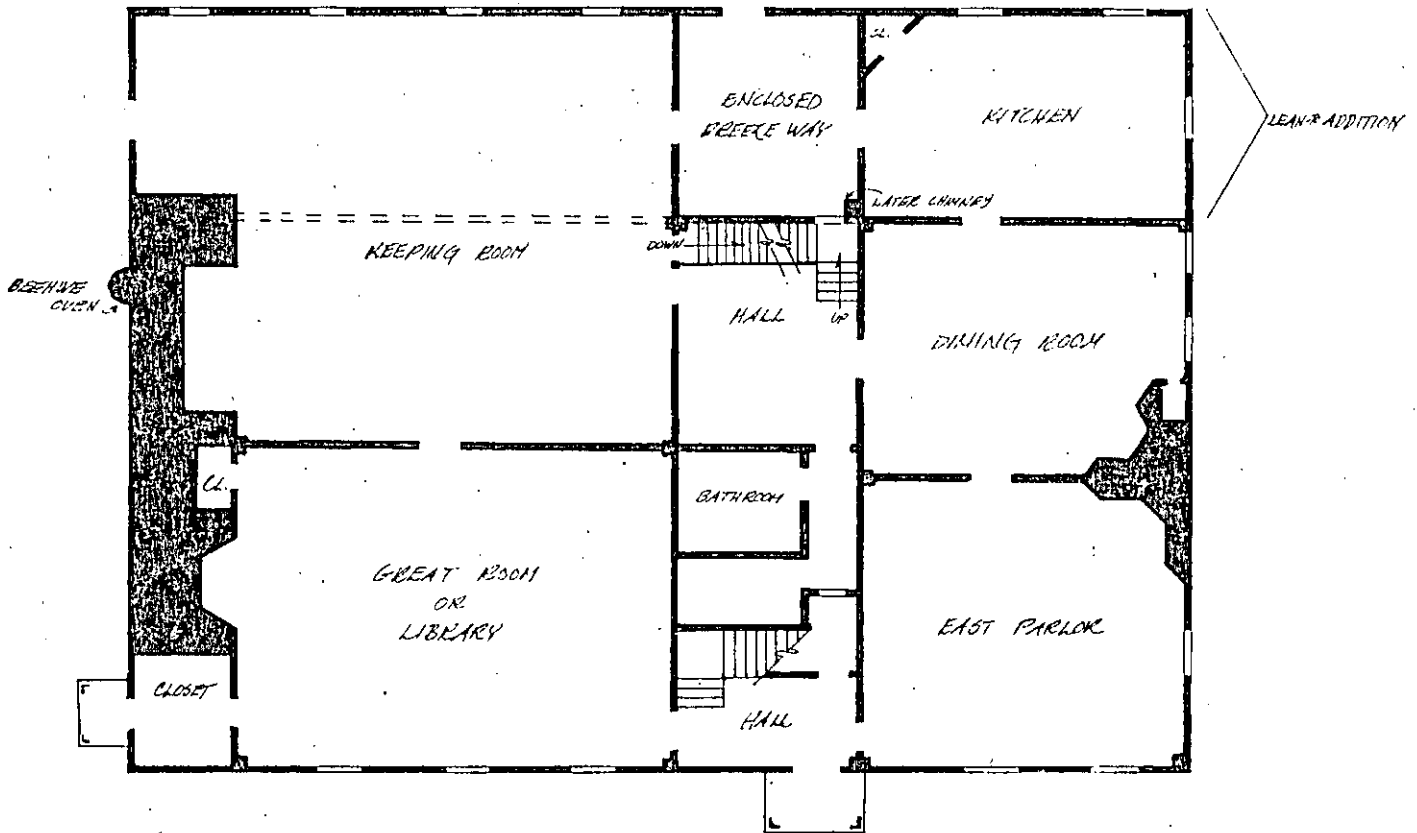 CL.
ENCLOSED
BREEZE WAY
KITCHEN
LEAN-TO ADDITION
LATER CHIMNEY
DOWN
KEEPING ROOM
BEEHIVE
OVEN
HALL
UP
DINING ROOM
CL.
BATHROOM
GREAT ROOM
OR
LIBRARY
EAST PARLOR
CLOSET
HALL